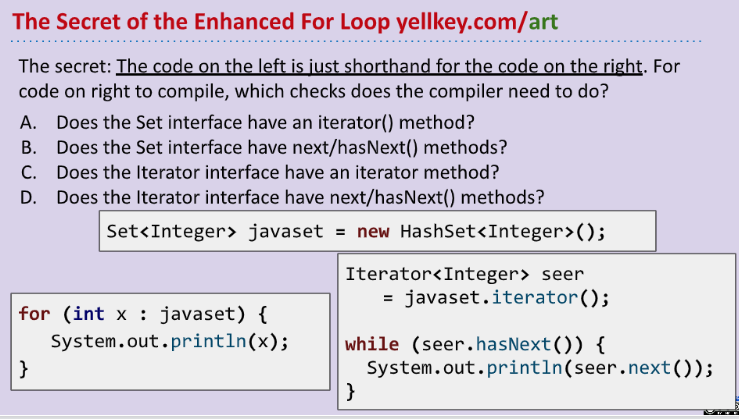 The Secret of the Enhanced For Loop yellkey.com/art
The secret: The code on the left is just shorthand for the code on the right. For
code on right to compile, which checks does the compiler need to do?
A. Does the Set interface have an iterator() method?
B. Does the Set interface have next/hasNext() methods?
C. Does the Iterator interface have an iterator method?
D. Does the Iterator interface have next/hasNext() methods?
Set<Integer> javaset = new HashSet<Integer>();
for (int x : javaset) {
System.out.println(x);
}
Iterator<Integer> seer
= javaset.iterator();
while (seer.hasNext()) {
System.out.println(seer.next());
}